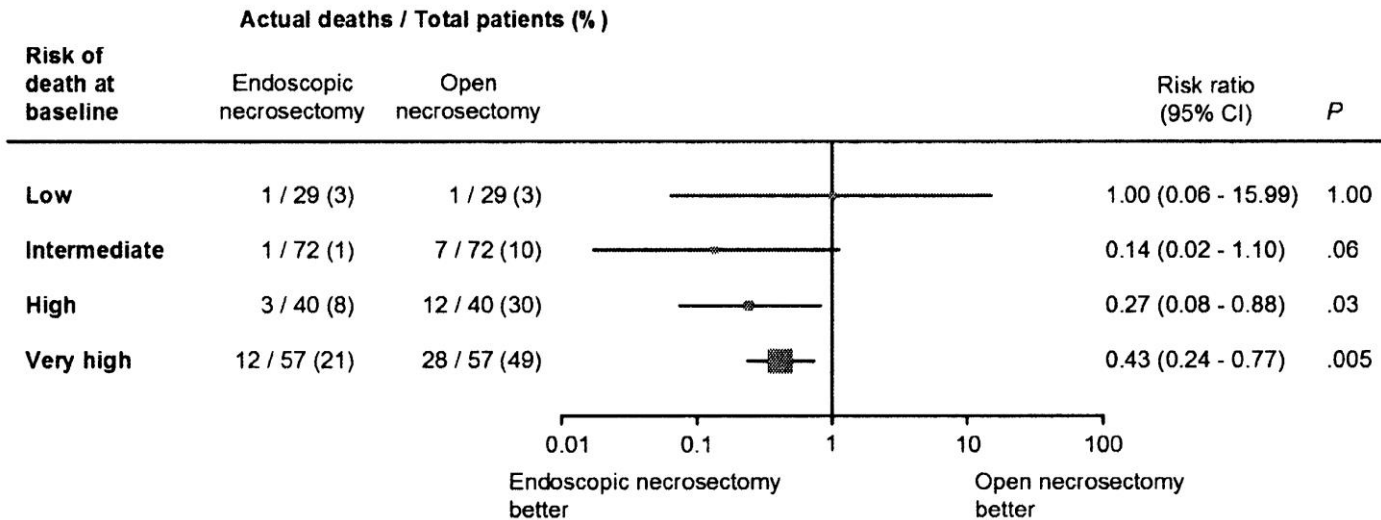 Actual deaths / Total patients (%)
Risk of
death at
baseline
Endoscopic
necrosectomy
Open
necrosectomy
Risk ratio
(95% CI)
P
Low 1 / 29 (3) 1 / 29 (3) 1.00 (0.06 - 15.99) 1.00
Intermediate 1 / 72 (1) 7 / 72 (10) 0.14 (0.02 - 1.10) .06
High 3 / 40 (8) 12 / 40 (30) 0.27 (0.08 - 0.88) .03
Very high 12 / 57 (21) 28 / 57 (49) 0.43 (0.24 - 0.77) .005
0.01 0.1 1 10 100
Endoscopic necrosectomy
better
Open necrosectomy
better